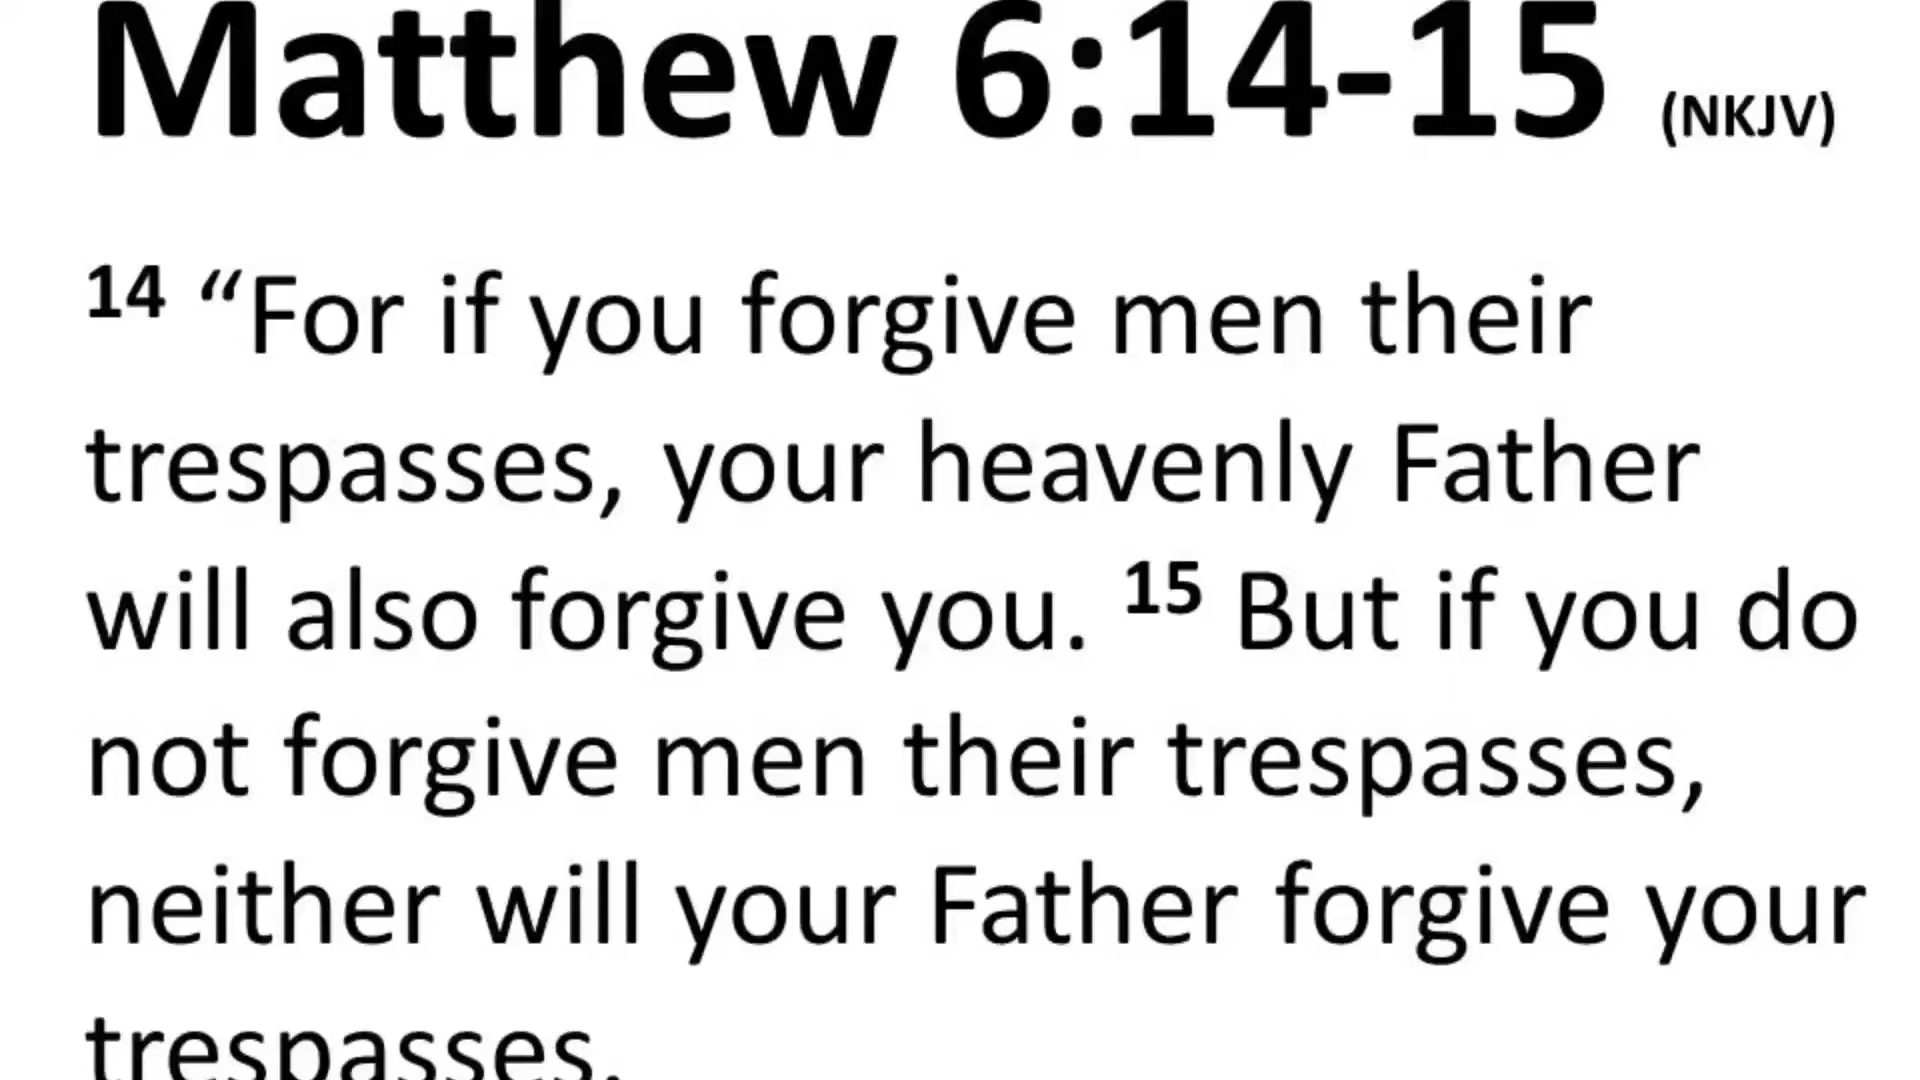 Matthew 6:14-15 (NKJV)
14 “For if you forgive men their
trespasses, your heavenly Father
will also forgive you. 15 But if you do
not forgive men their trespasses,
neither will your Father forgive your
trespasses.